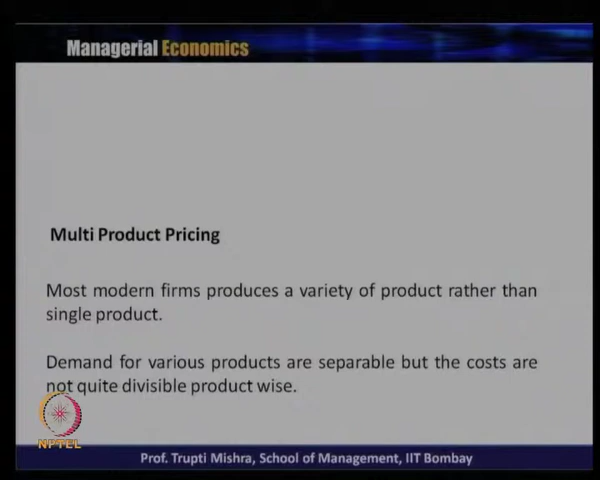 Managerial Economics
Multi Product Pricing
Most modern firms produces a variety of product rather than
single product.
Demand for various products are separable but the costs are
not quite divisible product wise.
NPTEL
Prof. Trupti Mishra, School of Management, IIT Bombay